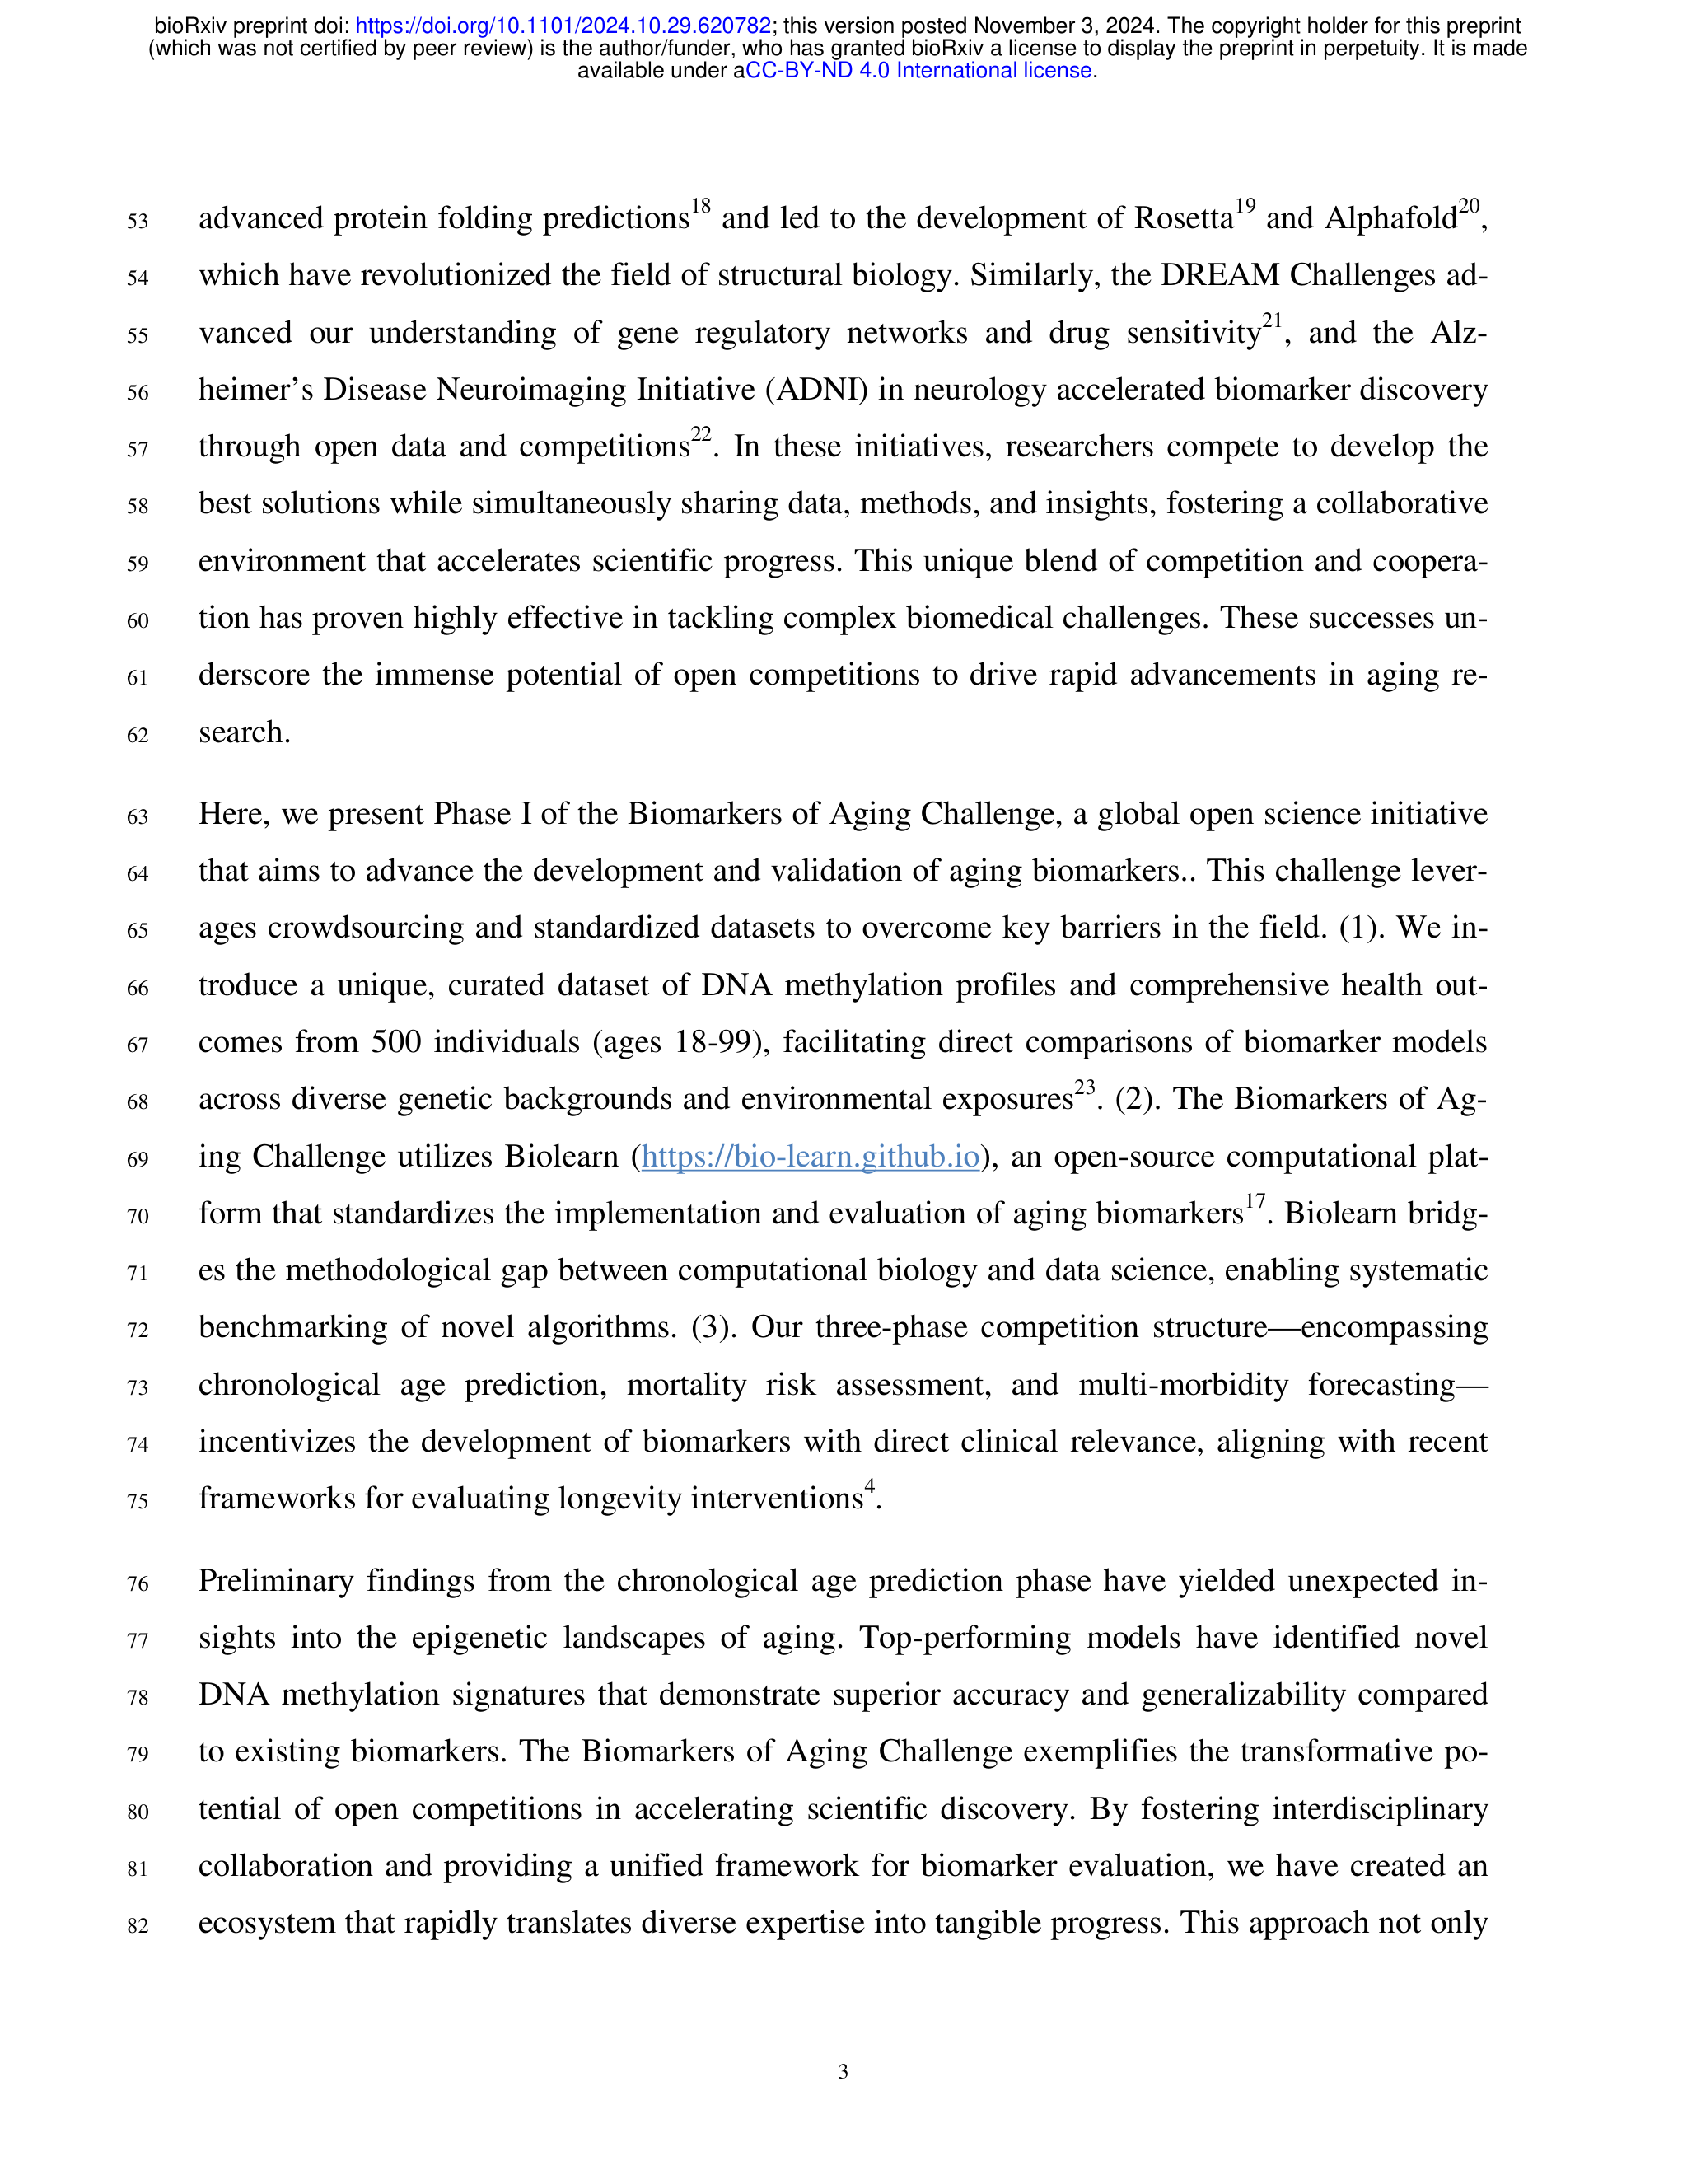 bioRxiv preprint doi: https://doi.org/10.1101/2024.10.29.620782; this version posted November 3, 2024. The copyright holder for this preprint
(which was not certified by peer review) is the author/funder, who has granted bioRxiv a license to display the preprint in perpetuity. It is made
available under aCC-BY-ND 4.0 International license.
53 advanced protein folding predictions18 and led to the development of Rosetta19 and Alphafold20,
54 which have revolutionized the field of structural biology. Similarly, the DREAM Challenges ad-
55 vanced our understanding of gene regulatory networks and drug sensitivity21, and the Alz-
56 heimer’s Disease Neuroimaging Initiative (ADNI) in neurology accelerated biomarker discovery
57 through open data and competitions22. In these initiatives, researchers compete to develop the
58 best solutions while simultaneously sharing data, methods, and insights, fostering a collaborative
59 environment that accelerates scientific progress. This unique blend of competition and coopera-
60 tion has proven highly effective in tackling complex biomedical challenges. These successes un-
61 derscore the immense potential of open competitions to drive rapid advancements in aging re-
62 search.
63 Here, we present Phase I of the Biomarkers of Aging Challenge, a global open science initiative
64 that aims to advance the development and validation of aging biomarkers.. This challenge lever-
65 ages crowdsourcing and standardized datasets to overcome key barriers in the field. (1). We in-
66 troduce a unique, curated dataset of DNA methylation profiles and comprehensive health out-
67 comes from 500 individuals (ages 18-99), facilitating direct comparisons of biomarker models
68 across diverse genetic backgrounds and environmental exposures23. (2). The Biomarkers of Ag-
69 ing Challenge utilizes Biolearn (https://bio-learn.github.io), an open-source computational plat-
70 form that standardizes the implementation and evaluation of aging biomarkers17. Biolearn bridg-
71 es the methodological gap between computational biology and data science, enabling systematic
72 benchmarking of novel algorithms. (3). Our three-phase competition structure—encompassing
73 chronological age prediction, mortality risk assessment, and multi-morbidity forecasting—
74 incentivizes the development of biomarkers with direct clinical relevance, aligning with recent
75 frameworks for evaluating longevity interventions4.
76 Preliminary findings from the chronological age prediction phase have yielded unexpected in-
77 sights into the epigenetic landscapes of aging. Top-performing models have identified novel
78 DNA methylation signatures that demonstrate superior accuracy and generalizability compared
79 to existing biomarkers. The Biomarkers of Aging Challenge exemplifies the transformative po-
80 tential of open competitions in accelerating scientific discovery. By fostering interdisciplinary
81 collaboration and providing a unified framework for biomarker evaluation, we have created an
82 ecosystem that rapidly translates diverse expertise into tangible progress. This approach not only
3